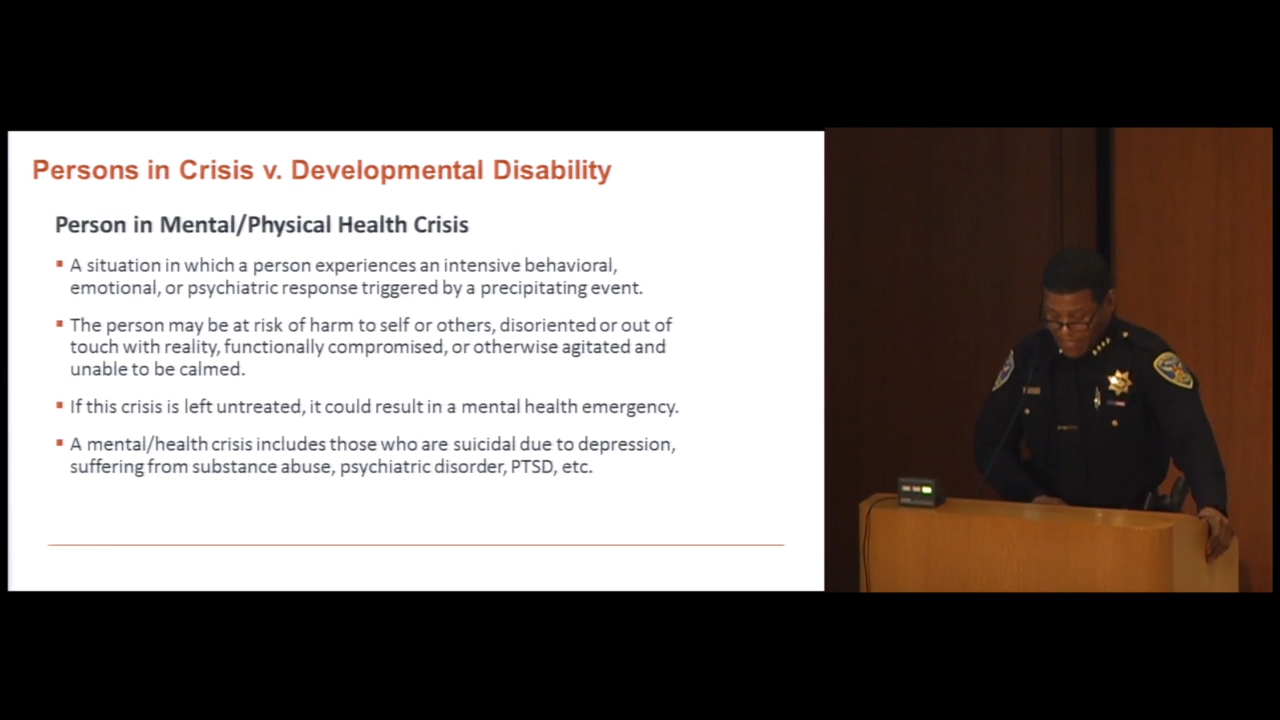 Persons in Crisis v. Developmental Disability
Person in Mental/Physical Health Crisis
A situation in which a person experiences an intensive behavioral,
emotional, or psychiatric response triggered by a precipitating event.
The person may be at risk of harm to self or others, disoriented or out of
touch with reality, functionally compromised, or otherwise agitated and
unable to be calmed.
If this crisis is left untreated, it could result in a mental health emergency.
A mental/health crisis includes those who are suicidal due to depression,
suffering from substance abuse, psychiatric disorder, PTSD, etc.